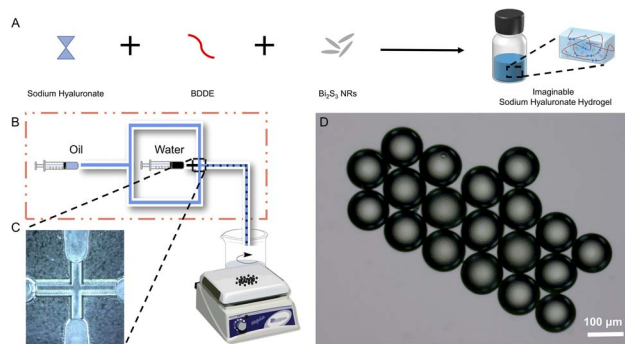 A
Sodium Hyaluronate
BDDE
Bi₂S₃ NRs
Imaginable
Sodium Hyaluronate Hydrogel
B
Oil
Water
C
D
100 μm